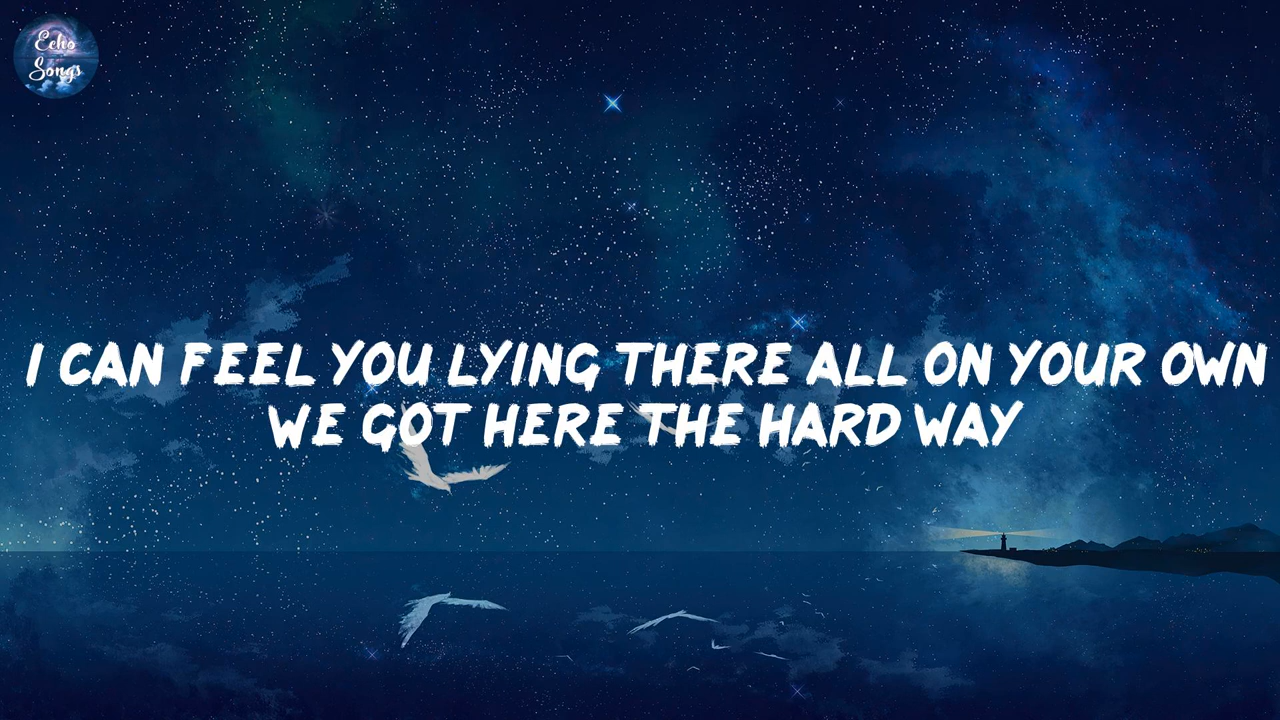 Echo
Songs
I CAN FEEL YOU LYING THERE ALL ON YOUR OWN
WE GOT HERE THE HARD WAY